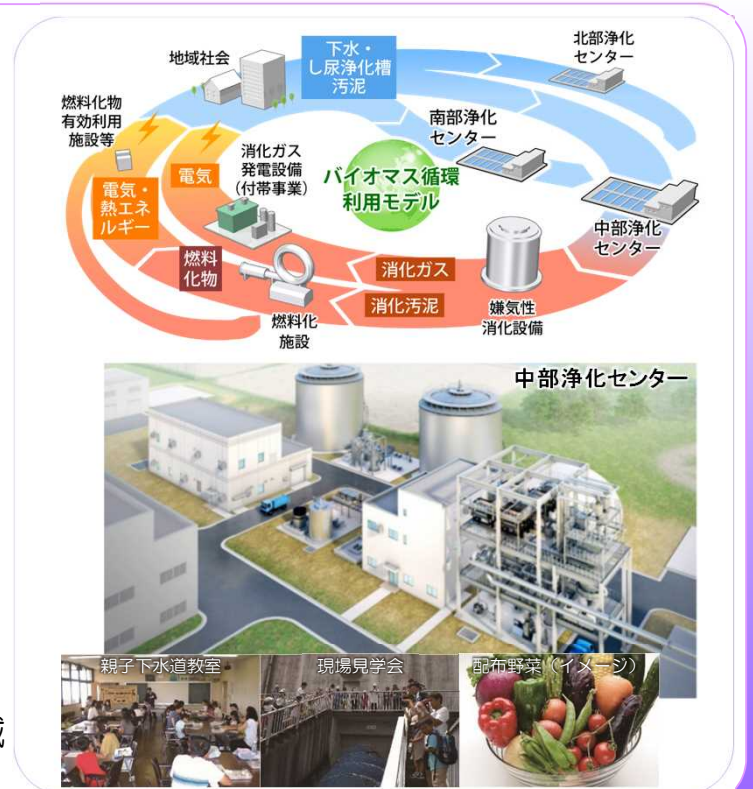 地域社会
下水・
し尿浄化槽
汚泥
北部浄化
センター
燃料化物
有効利用
施設等
南部浄化
センター
消化ガス
発電設備
(付帯事業)
電気
バイオマス循環
利用モデル
電気・
熱エネ
ルギー
中部浄化
センター
燃料
化物
消化ガス
消化汚泥
燃料化
施設
嫌気性
消化設備
中部浄化センター
親子下水道教室
現場見学会
配布野菜(イメージ)